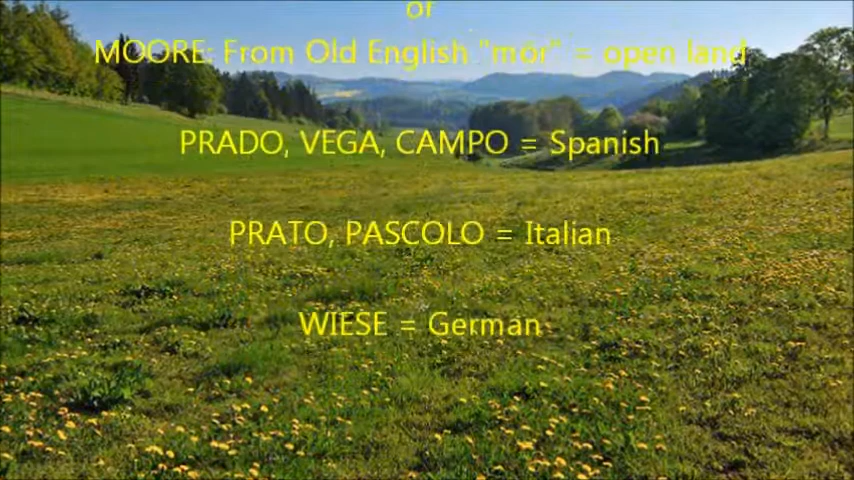 or
MOORE: From Old English "mōr" = open land
PRADO, VEGA, CAMPO = Spanish
PRATO, PASCOLO = Italian
WIESE = German